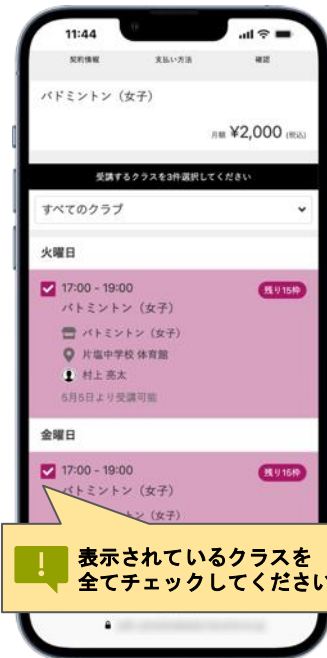 11:44
契約情報 支払い方法 確認
バドミントン（女子）
月額 ¥2,000 (税込)
受講するクラスを3件選択してください
すべてのクラブ
火曜日
17:00 - 19:00 残り15枠
バトミントン（女子）
バトミントン（女子）
片塩中学校 体育館
村上 亮太
5月5日より受講可能
金曜日
17:00 - 19:00 残り15枠
バトミントン（女子）
ン（女子）
表示されているクラスを
全てチェックしてください